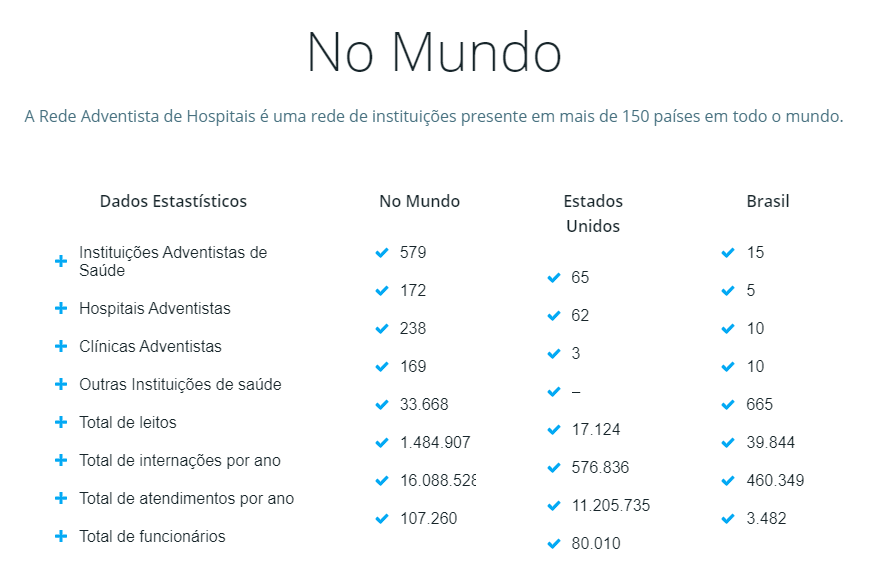 No Mundo
A Rede Adventista de Hospitais é uma rede de instituições presente em mais de 150 países em todo o mundo.
Dados Estastísticos
Instituições Adventistas de
Saúde
Hospitais Adventistas
Clínicas Adventistas
Outras Instituições de saúde
Total de leitos
Total de internações por ano
Total de atendimentos por ano
Total de funcionários
No Mundo
579
172
238
169
33.668
1.484.907
16.088.528
107.260
Estados
Unidos
65
62
3
–
17.124
576.836
11.205.735
80.010
Brasil
15
5
10
10
665
39.844
460.349
3.482